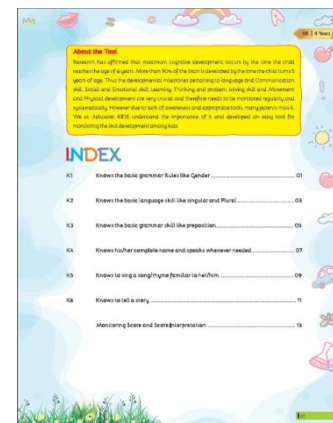 SK | 4 Years
About the Tool
Research has affirmed that maximum cognitive development occurs by the time the child
reaches the age of 6 years. More than 90% of the brain is developed by the time the child turns 5
years of age. Thus the developmental milestones pertaining to language and Communication
skill, Social and Emotional skill, Learning, Thinking and problem solving skill and, Movement
and Physical development are very crucial and therefore needs to be monitored regularly and
systematically. However due to lack of awareness and appropriate tools, many parents miss it.
We at KIDS understand the importance of it and developed an easy tool for
monitoring the skill development among kids.
INDEX
K1 Knows the basic grammar Rules like Gender 01
K2 Knows the basic language skill like singular and Plural 03
K3 Knows the basic grammar skill like preposition 05
K4 Knows his/her complete name and speaks whenever needed 07
K5 Knows to sing a song/rhyme familiar to her/him 09
K6 Knows to tell a story 11
Monitoring Score and Score Interpretation 13